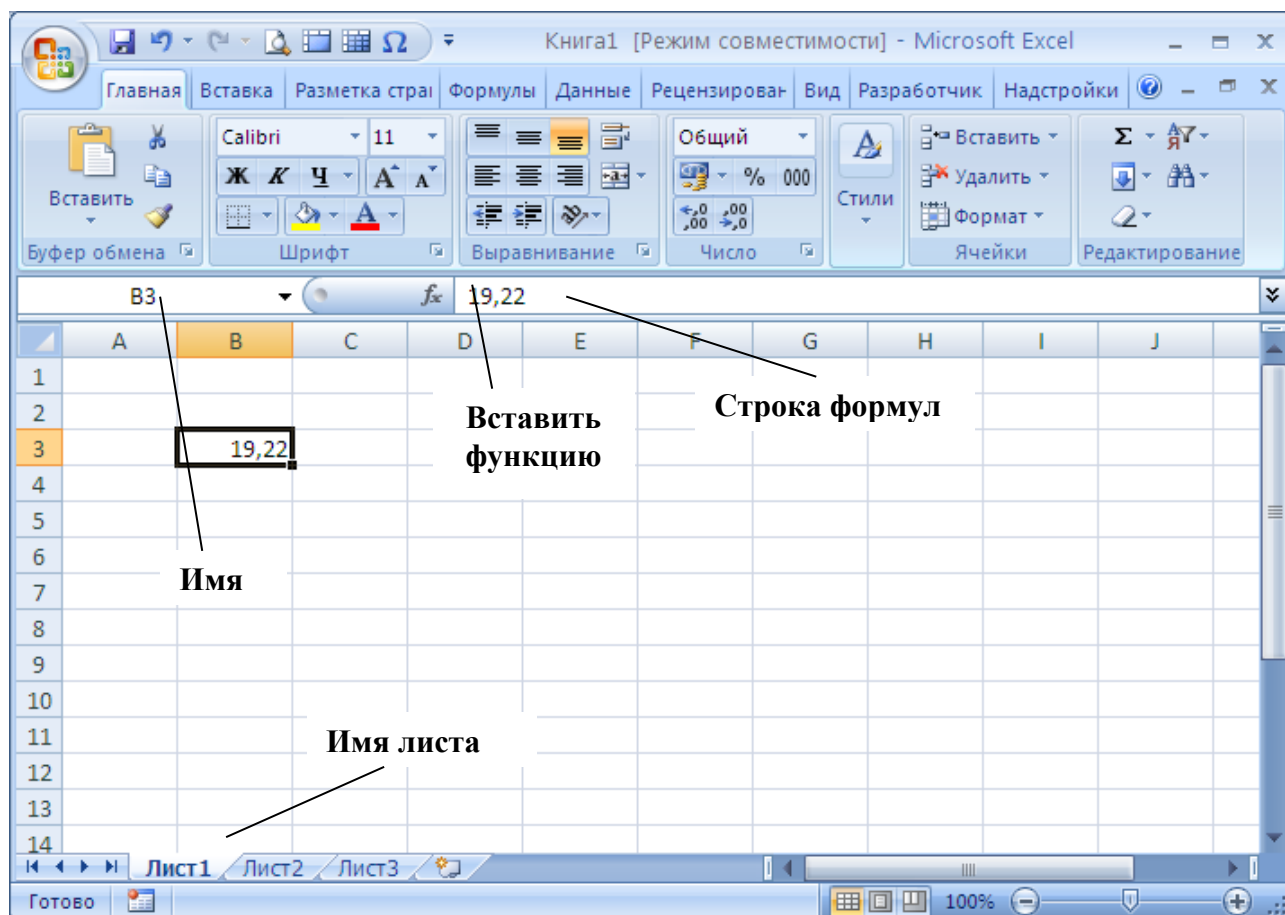 Книга1 [Режим совместимости] - Microsoft Excel
Главная Вставка Разметка стран Формулы Данные Рецензирован Вид Разработчик Надстройки
Calibri 11 Общий Вставить
Ж К Ч A A % 000 Удалить
Вставить Стили Формат
Буфер обмена Шрифт Выравнивание Число Ячейки Редактирование
B3 fx 19,22
A B C D E F G H I J
1
2
3 19,22
4
5
6
7
8
9
10
11
12
13
14
Вставить функцию
Строка формул
Имя
Имя листа
Лист1 Лист2 Лист3
Готово 100%